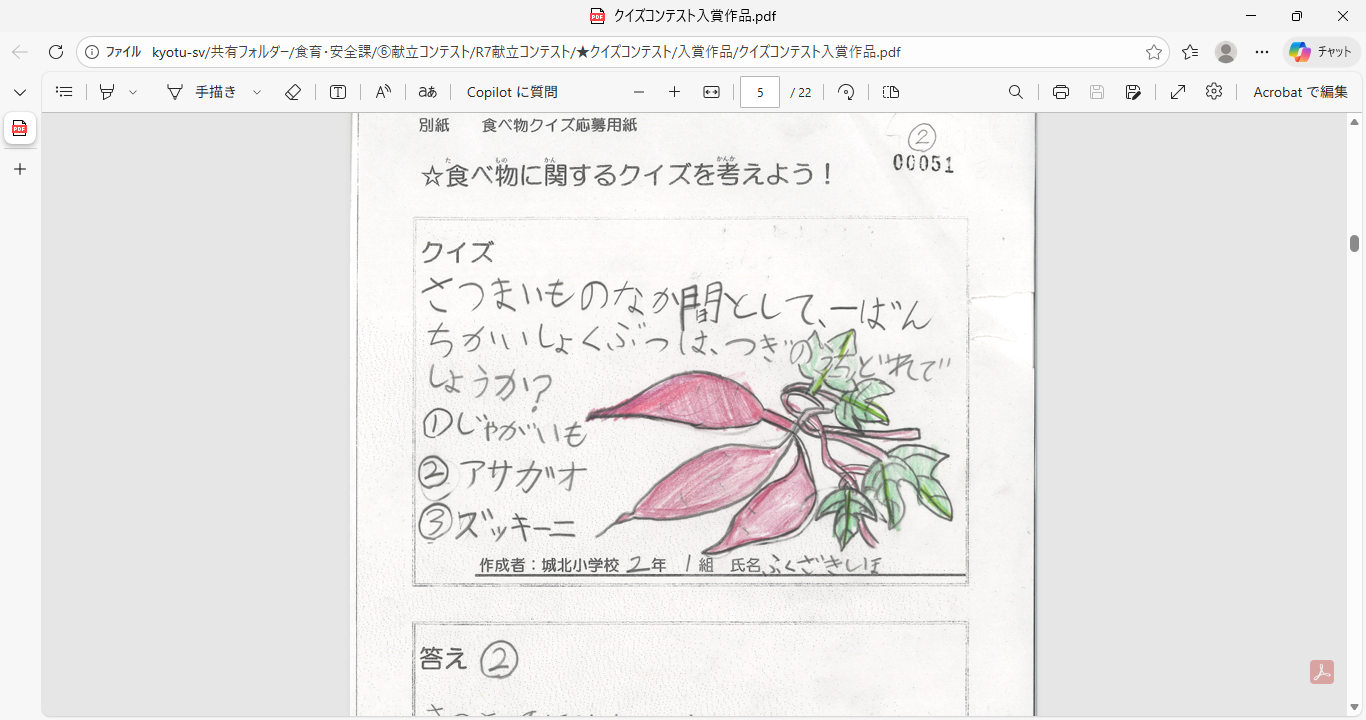 クイズコンテスト入賞作品.pdf
ファイル kyotu-sv/共有フォルダー/食育・安全課/⑥献立コンテスト/R7献立コンテスト/★クイズコンテスト/入賞作品/クイズコンテスト入賞作品.pdf
チャット
手描き
aあ
Copilot に質問
5 / 22
Acrobat で編集
別紙 食べ物クイズ応募用紙
②
00051
☆食べ物に関するクイズを考えよう！
クイズ
さつまいものなか間として、一ばん
ちかいしょくぶつは、つぎのうちどれで
しょうか?
①じゃがいも
②アサガオ
③ズッキーニ
作成者：城北小学校 2年 1組 氏名ふくざきしほ
答え ②